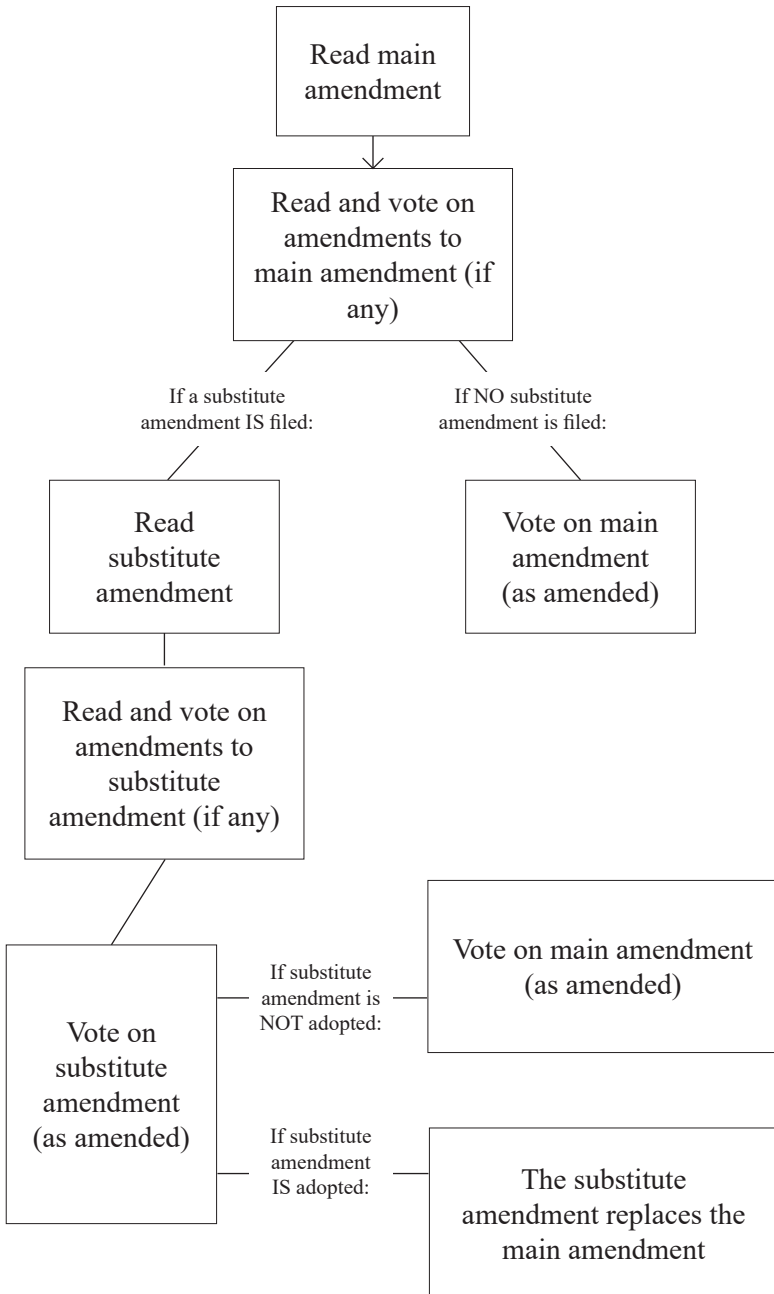 Read main
amendment
Read and vote on
amendments to
main amendment (if
any)
If a substitute
amendment IS filed:
If NO substitute
amendment is filed:
Read
substitute
amendment
Vote on main
amendment
(as amended)
Read and vote on
amendments to
substitute
amendment (if any)
Vote on
substitute
amendment
(as amended)
If substitute
amendment is
NOT adopted:
Vote on main amendment
(as amended)
If substitute
amendment
IS adopted:
The substitute
amendment replaces the
main amendment